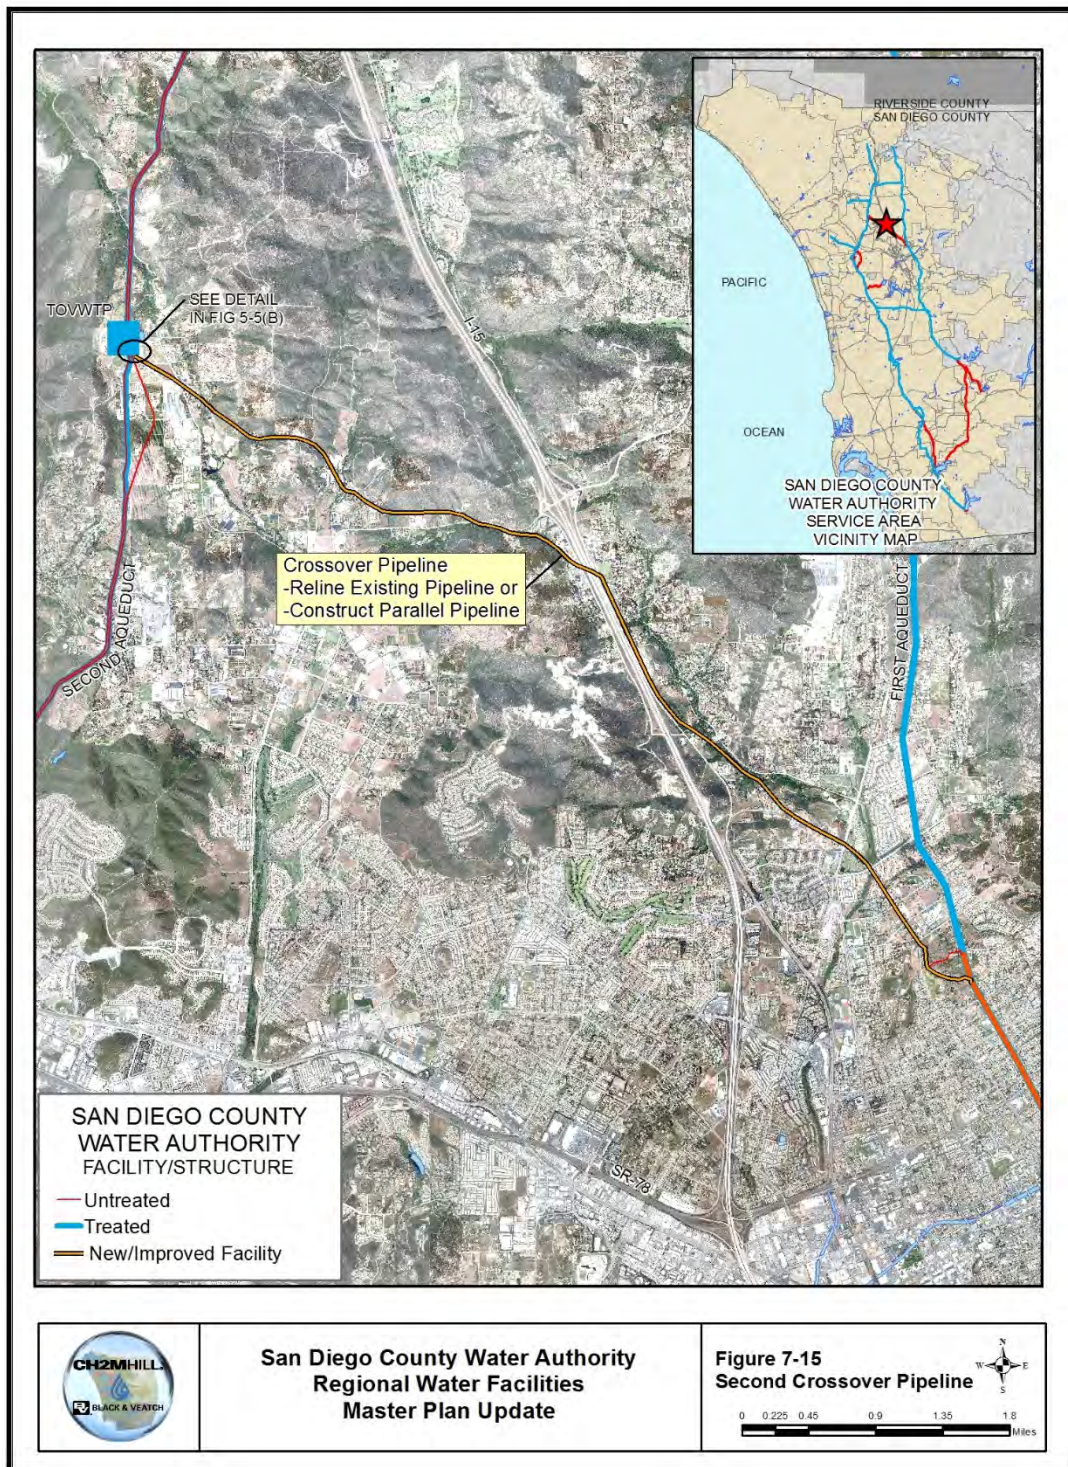 RIVERSIDE COUNTY
SAN DIEGO COUNTY
PACIFIC
OCEAN
SAN DIEGO COUNTY
WATER AUTHORITY
SERVICE AREA
VICINITY MAP
I-15
TOVWTP
SEE DETAIL
IN FIG 5-5(B)
Crossover Pipeline
-Reline Existing Pipeline or
-Construct Parallel Pipeline
SECOND AQUEDUCT
FIRST AQUEDUCT
SR-78
SAN DIEGO COUNTY
WATER AUTHORITY
FACILITY/STRUCTURE
Untreated
Treated
New/Improved Facility
CH2MHILL
BV BLACK & VEATCH
San Diego County Water Authority
Regional Water Facilities
Master Plan Update
Figure 7-15
Second Crossover Pipeline
N
W E
S
0 0.225 0.45 0.9 1.35 1.8
Miles